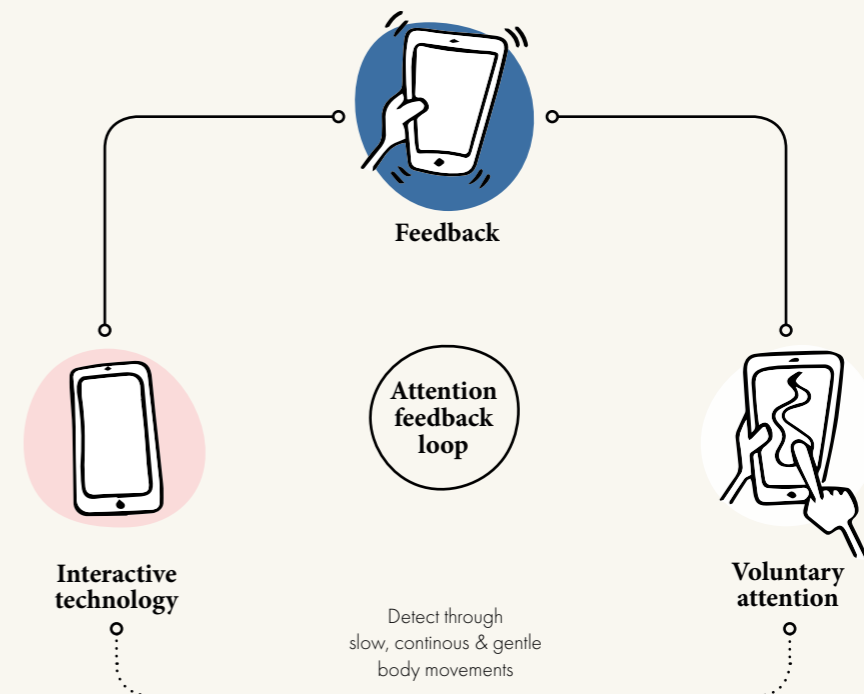 Feedback
Attention
feedback
loop
Interactive
technology
Voluntary
attention
Detect through
slow, continous & gentle
body movements